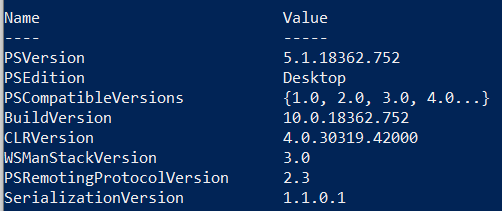 Name Value
---- -----
PSVersion 5.1.18362.752
PSEdition Desktop
PSCompatibleVersions {1.0, 2.0, 3.0, 4.0...}
BuildVersion 10.0.18362.752
CLRVersion 4.0.30319.42000
WSManStackVersion 3.0
PSRemotingProtocolVersion 2.3
SerializationVersion 1.1.0.1